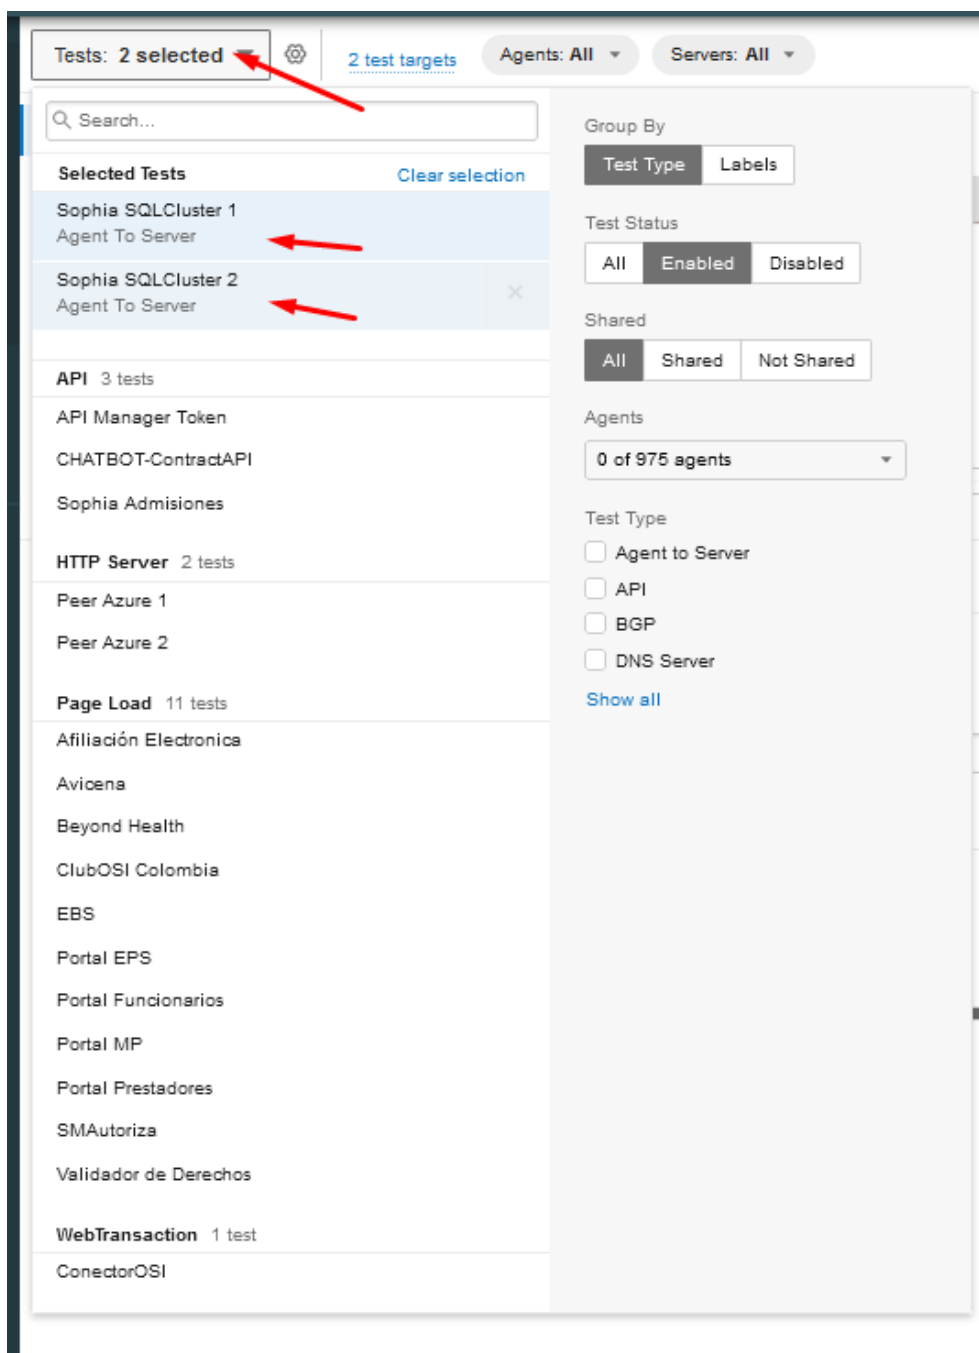 Tests: 2 selected
2 test targets
Agents: All
Servers: All
Search...
Selected Tests
Clear selection
Sophia SQLCluster 1
Agent To Server
Sophia SQLCluster 2
Agent To Server
API 3 tests
API Manager Token
CHATBOT-ContractAPI
Sophia Admisiones
HTTP Server 2 tests
Peer Azure 1
Peer Azure 2
Page Load 11 tests
Afiliación Electronica
Avicena
Beyond Health
ClubOSI Colombia
EBS
Portal EPS
Portal Funcionarios
Portal MP
Portal Prestadores
SMAutoriza
Validador de Derechos
WebTransaction 1 test
ConectorOSI
Group By
Test Type Labels
Test Status
All Enabled Disabled
Shared
All Shared Not Shared
Agents
0 of 975 agents
Test Type
Agent to Server
API
BGP
DNS Server
Show all